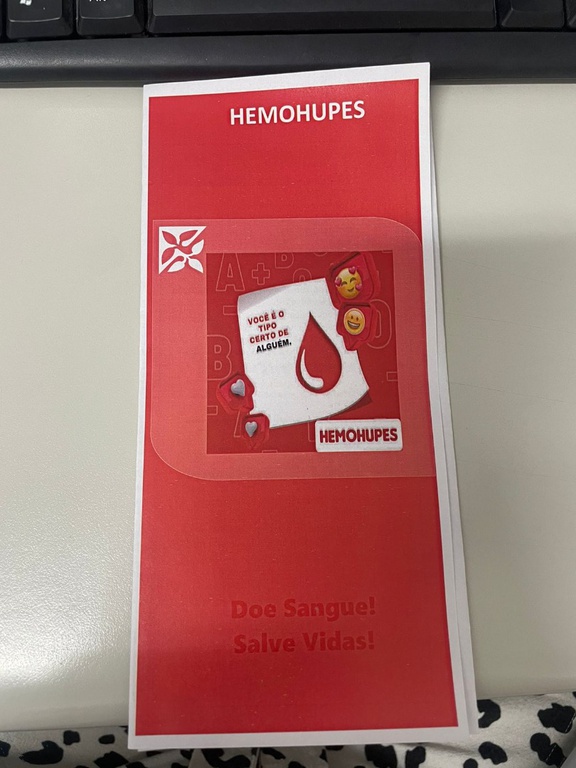 HEMOHUPES
VOCÊ É O
TIPO
CERTO DE
ALGUÉM.
HEMOHUPES
Doe Sangue!
Salve Vidas!